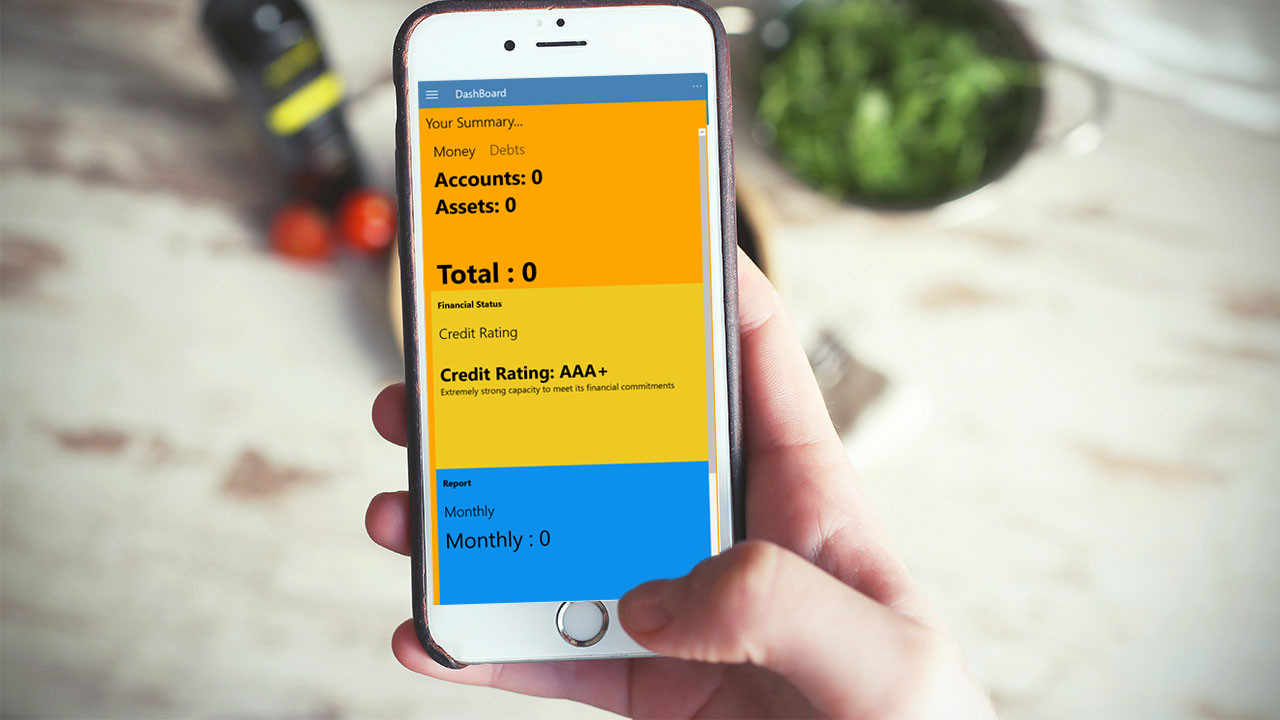 DashBoard
...
Your Summary...
Money Debts
Accounts: 0
Assets: 0
Total : 0
Financial Status
Credit Rating
Credit Rating: AAA+
Extremely strong capacity to meet its financial commitments
Report
Monthly
Monthly : 0